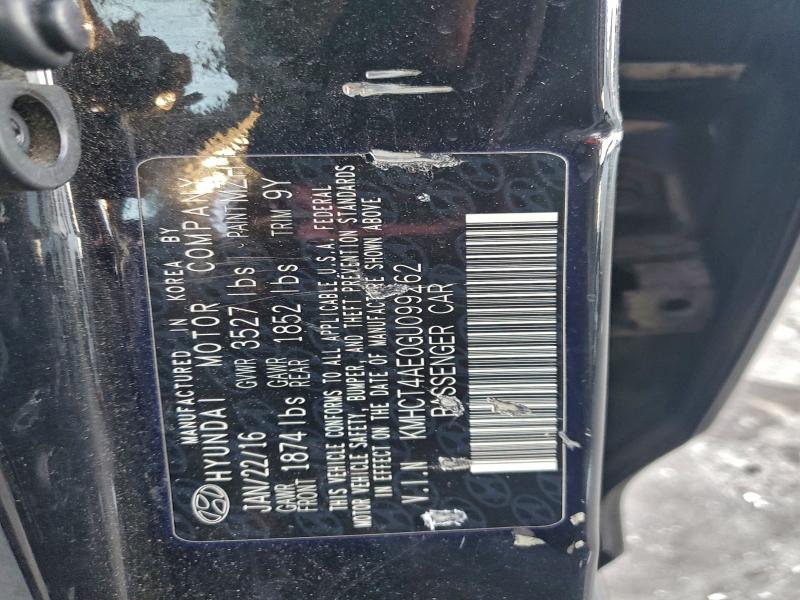 MANUFACTURED IN KOREA BY
HYUNDAI MOTOR COMPANY
JAN/22/16 GVWR 3527 lbs PAINT
GAWR FRONT 1874 lbs GAWR REAR 1852 lbs TRIM 9Y
THIS VEHICLE CONFORMS TO ALL APPLICABLE U.S.A. FEDERAL
MOTOR VEHICLE SAFETY, BUMPER, AND THEFT PREVENTION STANDARDS
IN EFFECT ON THE DATE OF MANUFACTURE SHOWN ABOVE
V.I.N KMHCT4AE0GU099262
PASSENGER CAR